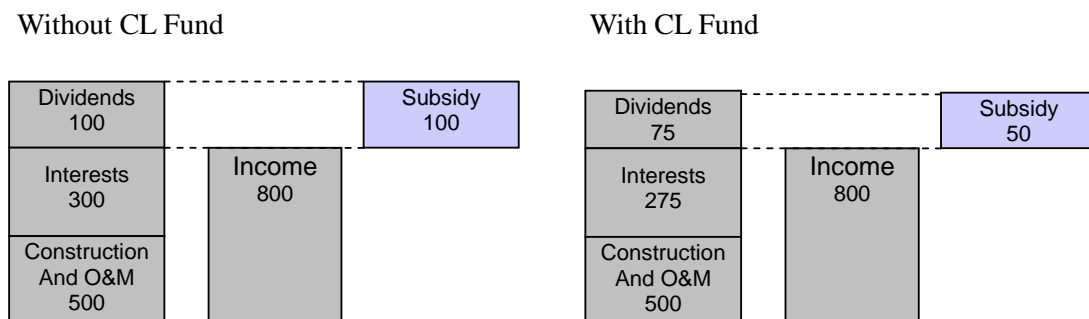 Without CL Fund
Dividends
100
Interests
300
Construction
And O&M
500
Income
800
Subsidy
100
With CL Fund
Dividends
75
Interests
275
Construction
And O&M
500
Income
800
Subsidy
50